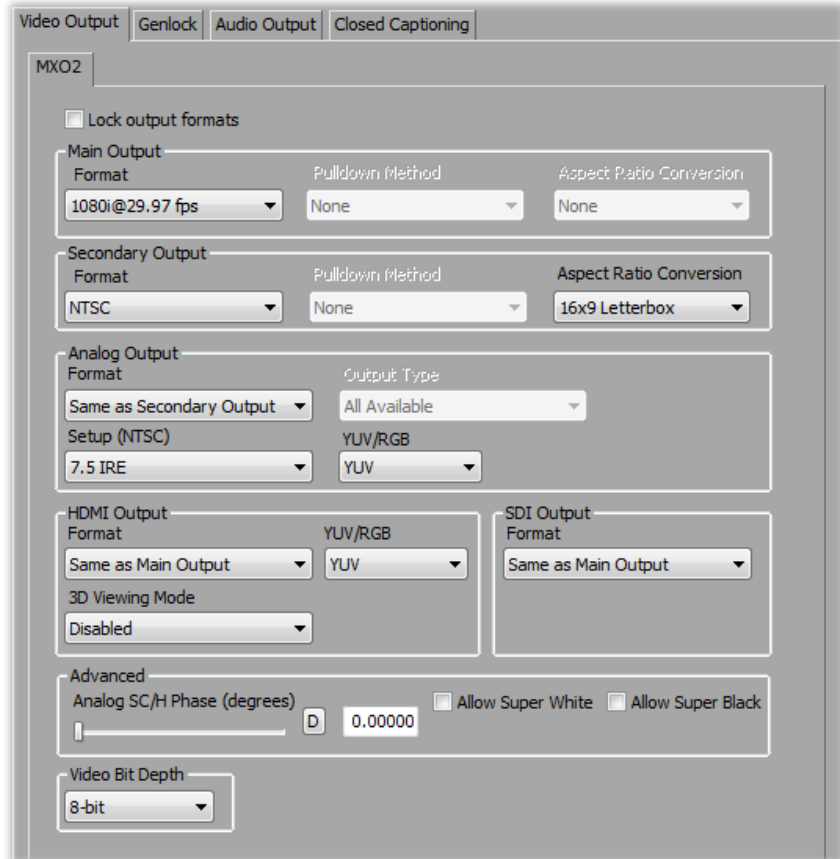 Video Output Genlock Audio Output Closed Captioning
MXO2
Lock output formats
Main Output
Format Pulldown Method Aspect Ratio Conversion
1080i@29.97 fps None None
Secondary Output
Format Pulldown Method Aspect Ratio Conversion
NTSC None 16x9 Letterbox
Analog Output
Format Output Type
Same as Secondary Output All Available
Setup (NTSC) YUV/RGB
7.5 IRE YUV
HDMI Output SDI Output
Format YUV/RGB Format
Same as Main Output YUV Same as Main Output
3D Viewing Mode
Disabled
Advanced
Analog SC/H Phase (degrees) D 0.00000 Allow Super White Allow Super Black
Video Bit Depth
8-bit